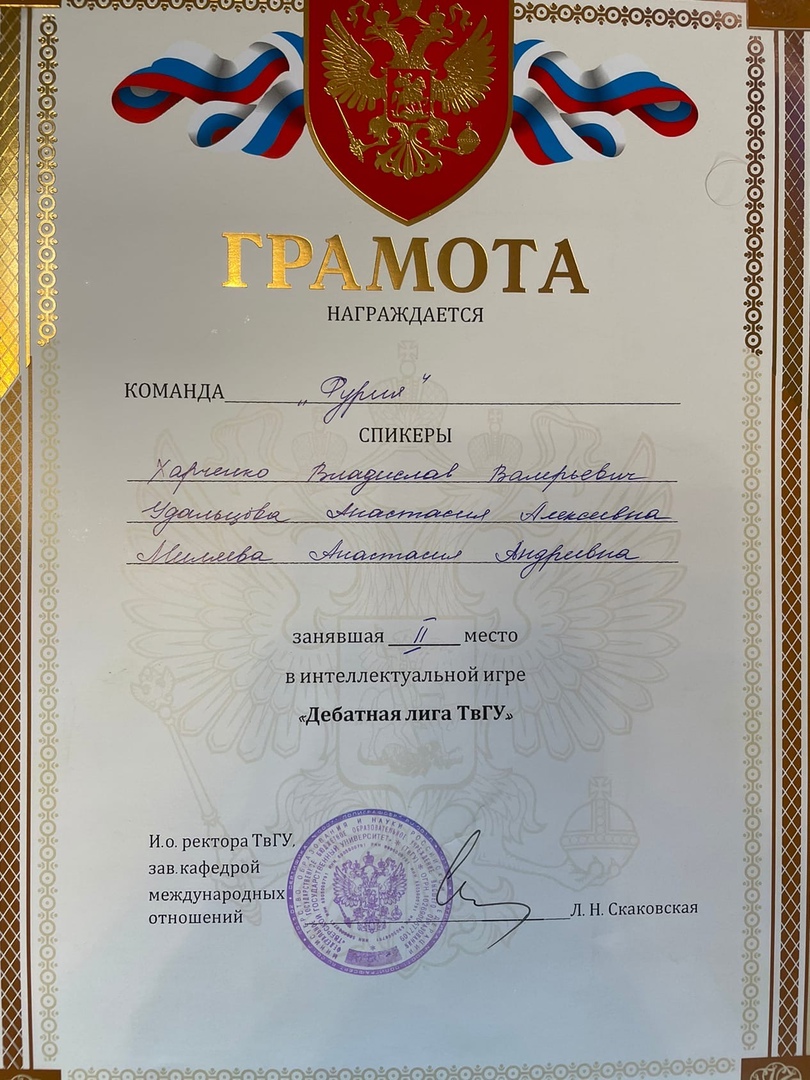 ГРАМОТА
НАГРАЖДАЕТСЯ
КОМАНДА „Фурия“
СПИКЕРЫ
Харченко Владислав Валерьевич
Удальцова Анастасия Алексеевна
Миляева Анастасия Андреевна
занявшая II место
в интеллектуальной игре
«Дебатная лига ТвГУ»
И.о. ректора ТвГУ,
зав.кафедрой
международных
отношений Л. Н. Скаковская